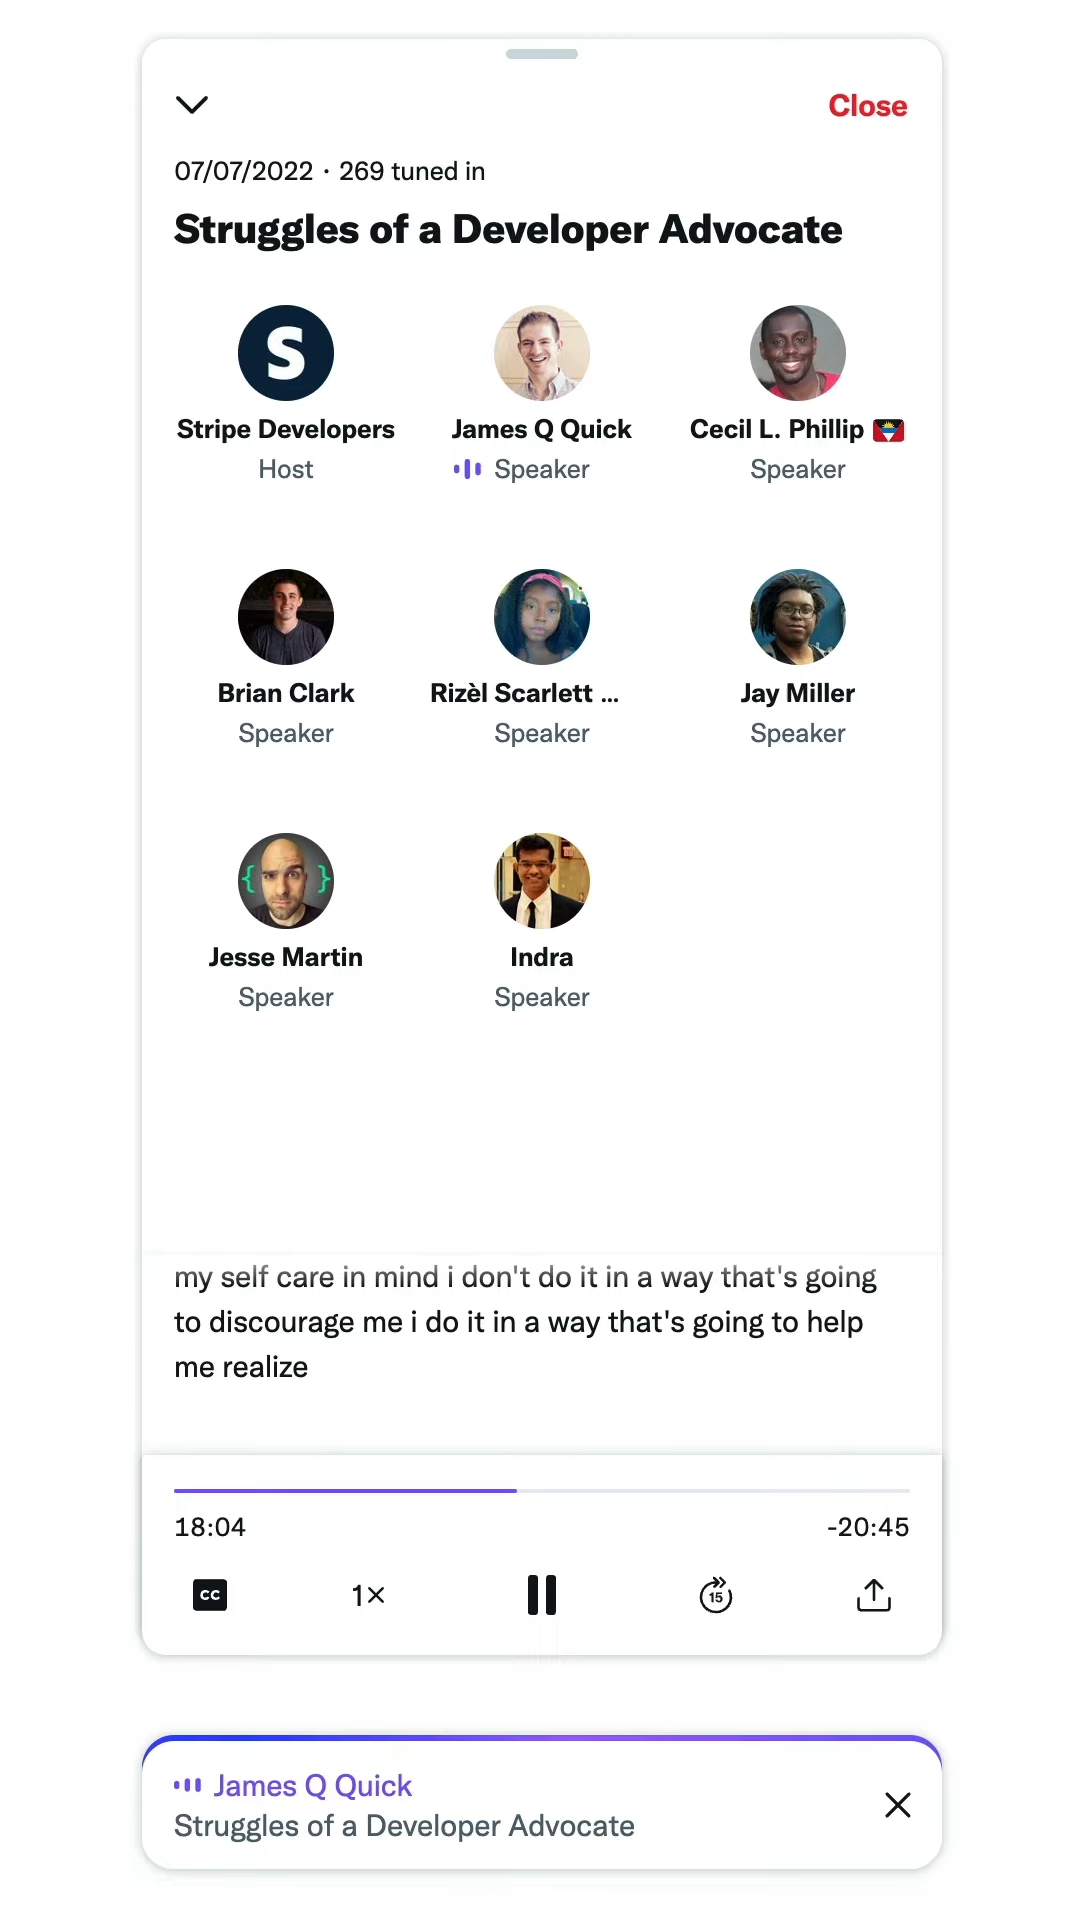 Close
07/07/2022 · 269 tuned in
Struggles of a Developer Advocate
S
Stripe Developers
Host
James Q Quick
Speaker
Cecil L. Phillip 🇦🇬
Speaker
Brian Clark
Speaker
Rizèl Scarlett ...
Speaker
Jay Miller
Speaker
{ }
Jesse Martin
Speaker
Indra
Speaker
my self care in mind i don't do it in a way that's going
to discourage me i do it in a way that's going to help
me realize
18:04
-20:45
CC
1×
15
James Q Quick
Struggles of a Developer Advocate